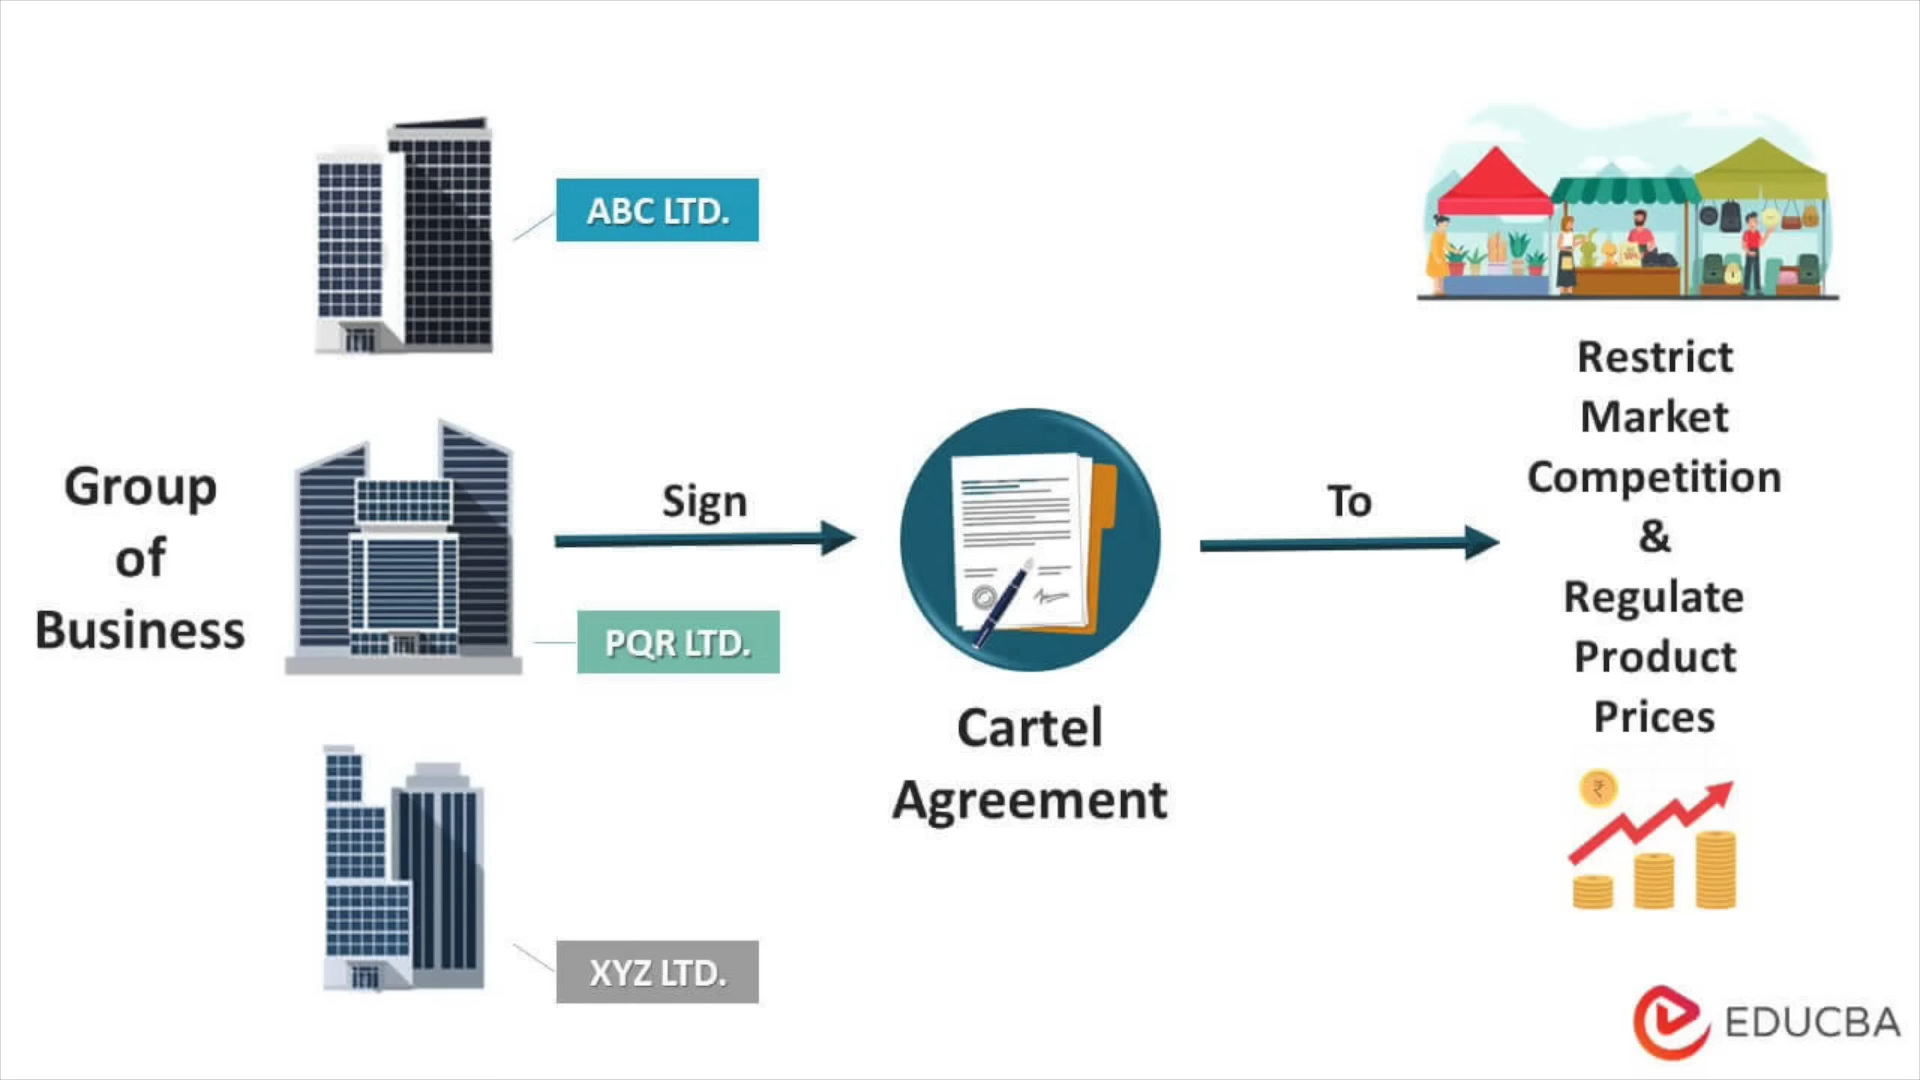 ABC LTD.
Group
of
Business
Sign
PQR LTD.
XYZ LTD.
Cartel
Agreement
To
Restrict
Market
Competition
&
Regulate
Product
Prices
₹
EDUCBA